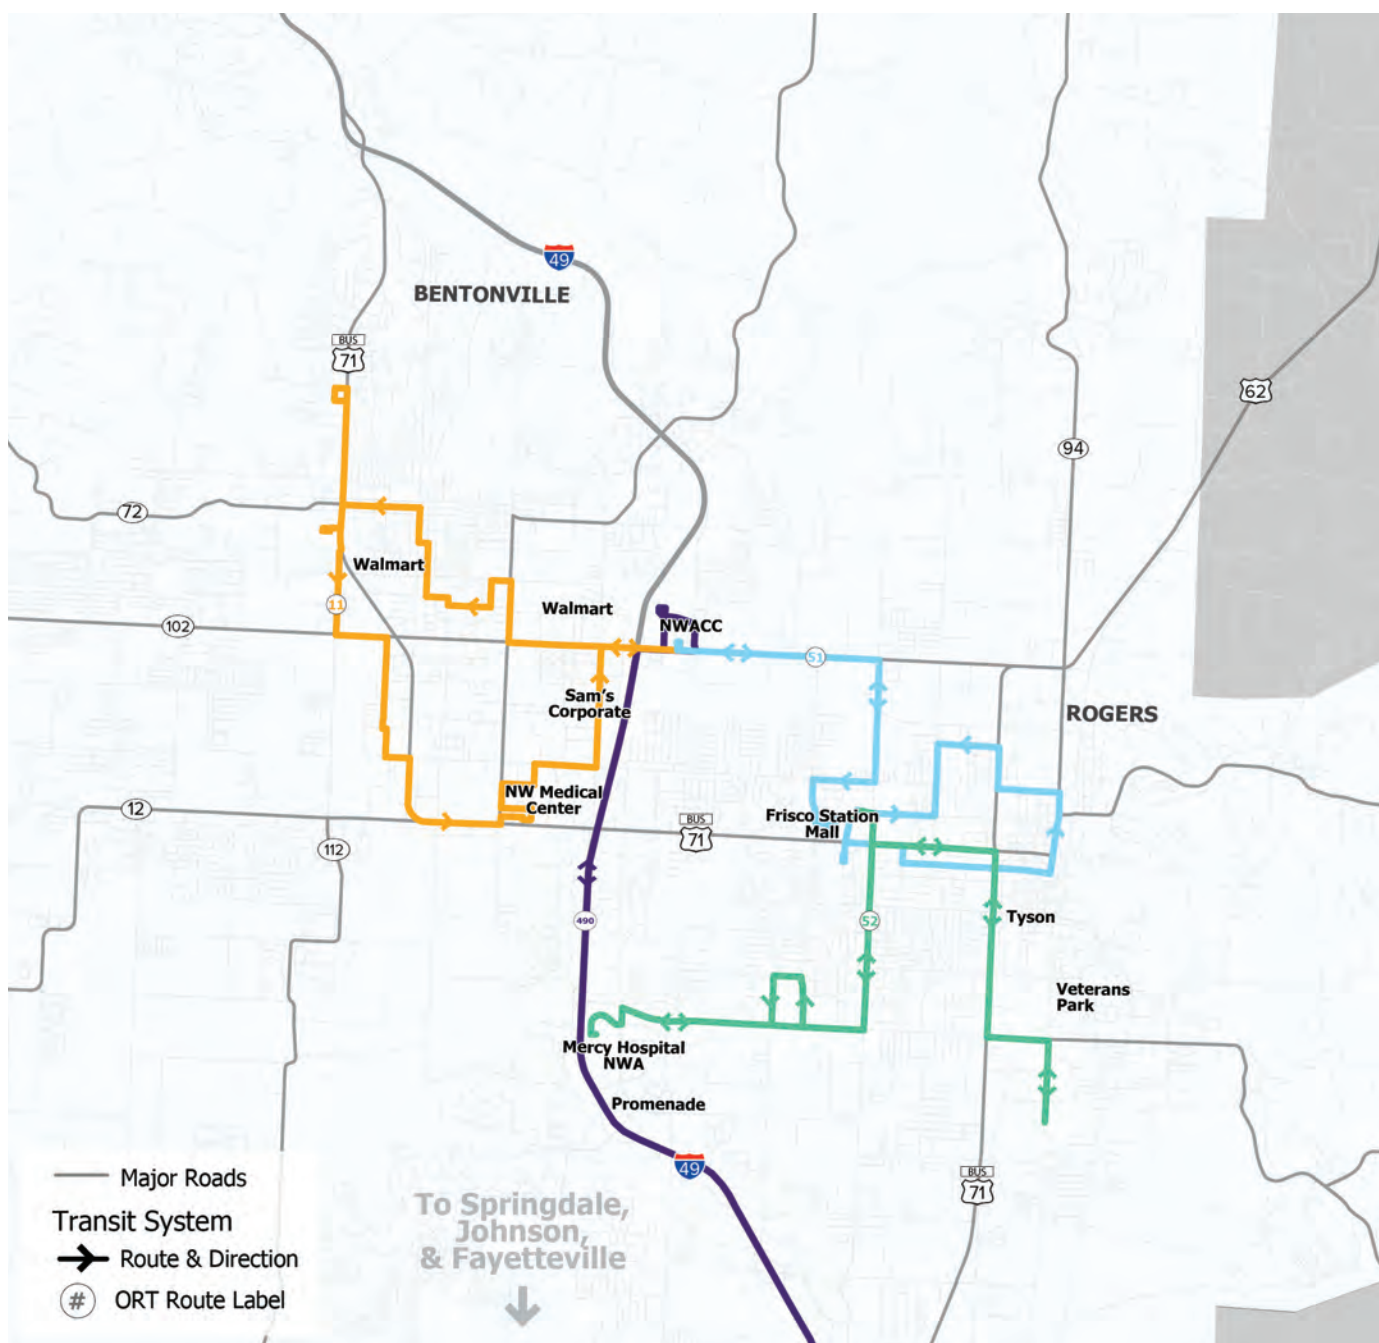 49
BENTONVILLE
BUS
71
62
94
72
Walmart
11
Walmart
102
NWACC
51
Sam's
Corporate
ROGERS
NW Medical
Center
12
Frisco Station
Mall
BUS
71
112
490
52
Tyson
Veterans
Park
Mercy Hospital
NWA
Promenade
49
BUS
71
Major Roads
Transit System
Route & Direction
# ORT Route Label
To Springdale,
Johnson,
& Fayetteville